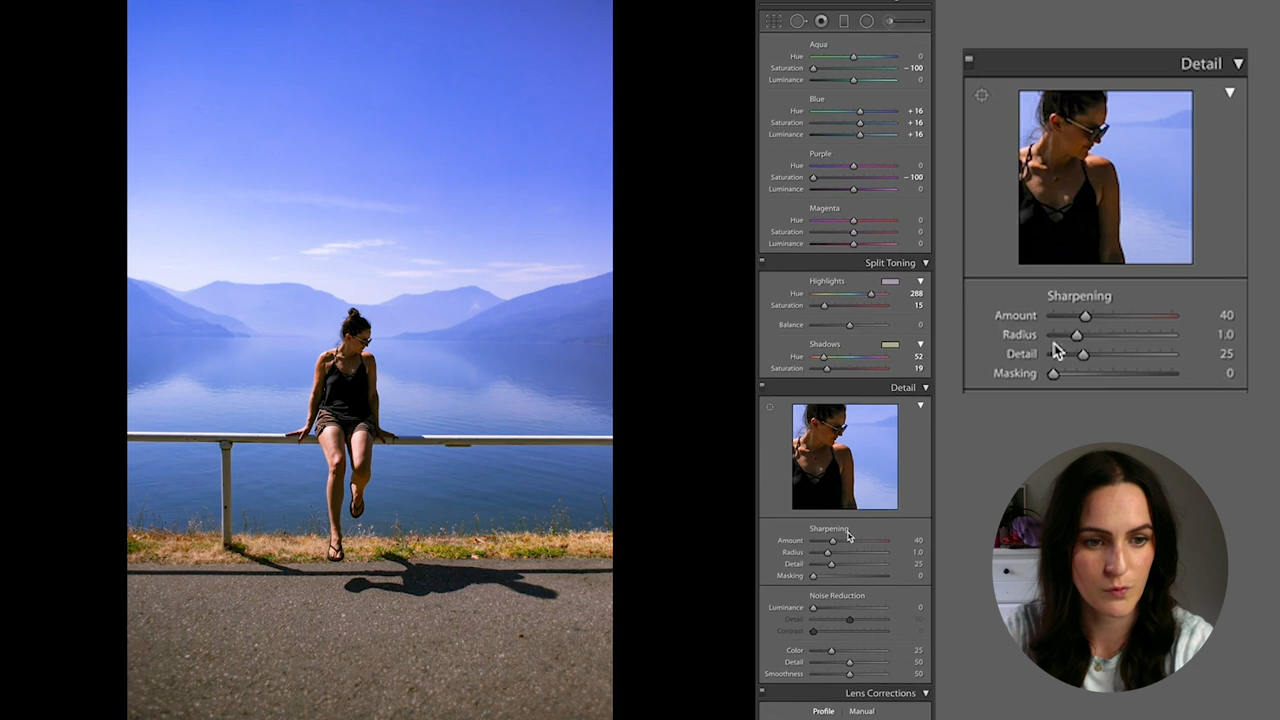 Aqua
Hue 0
Saturation – 100
Luminance 0
Blue
Hue + 16
Saturation + 16
Luminance + 16
Purple
Hue 0
Saturation – 100
Luminance 0
Magenta
Hue 0
Saturation 0
Luminance 0
Split Toning
Highlights
Hue 288
Saturation 15
Balance 0
Shadows
Hue 52
Saturation 19
Detail
Sharpening
Amount 40
Radius 1.0
Detail 25
Masking 0
Noise Reduction
Luminance 0
Detail
Contrast
Color 25
Detail 50
Smoothness 50
Lens Corrections
Profile Manual
Detail
Sharpening
Amount 40
Radius 1.0
Detail 25
Masking 0